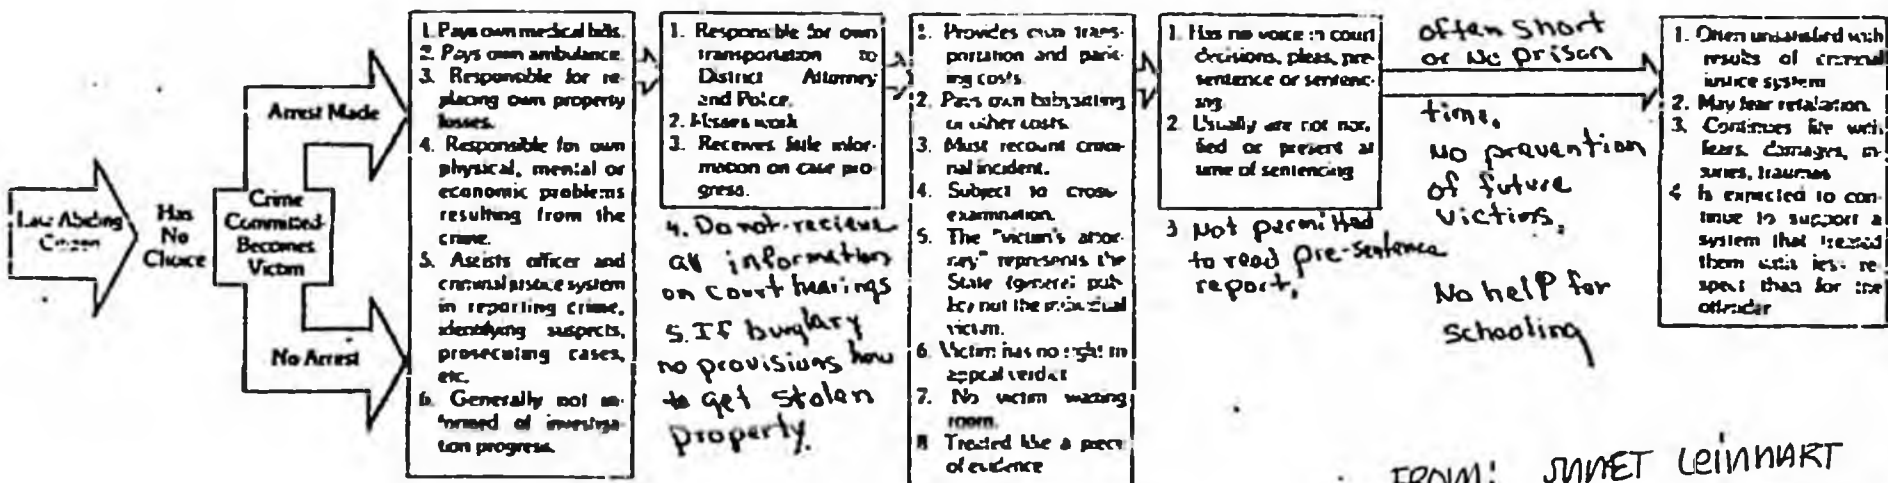 Law Abiding
Citizen
Has
No
Choice
Arrest Made
Crime
Committed-
Becomes
Victim
No Arrest
1. Pays own medical bills.
2. Pays own ambulance.
3. Responsible for re-
placing own property
losses.
4. Responsible for own
physical, mental or
economic problems
resulting from the
crime.
5. Assists officer and
criminal justice system
in reporting crime,
identifying suspects,
prosecuting cases,
etc.
6. Generally not in-
formed of investiga-
tion progress.
1. Responsible for own
transportation to
District Attorney
and Police.
2. Misses work
3. Receives little infor-
mation on case pro-
gress.
4. Do not recieve
all information
on court hearings
5. If burglary
no provisions how
to get stolen
property.
1. Provides own trans-
portation and park-
ing costs.
2. Pays own babysitting
or other costs.
3. Must recount crimi-
nal incident.
4. Subject to cross-
examination.
5. The "victim's attor-
ney" represents the
State (general pub-
lic) not the individual
victim.
6. Victim has no right to
appeal verdict
7. No victim waiting
room.
8 Treated like a piece
of evidence
1. Has no voice in court
decisions, pleas, pre-
sentence or sentenc-
ing
2. Usually are not noti-
fied or present at
time of sentencing
3 Not permitted
to read pre-sentence
report.
often short
or no prison
time.
No prevention
of future
victims.
No help for
schooling
1. Often unsatisfied with
results of criminal
justice system
2. May fear retaliation.
3. Continues life with
fears, damages, in-
juries, traumas
4. Is expected to con-
tinue to support a
system that treated
them with less re-
spect than for the
offender
FROM: JANET LEINHART